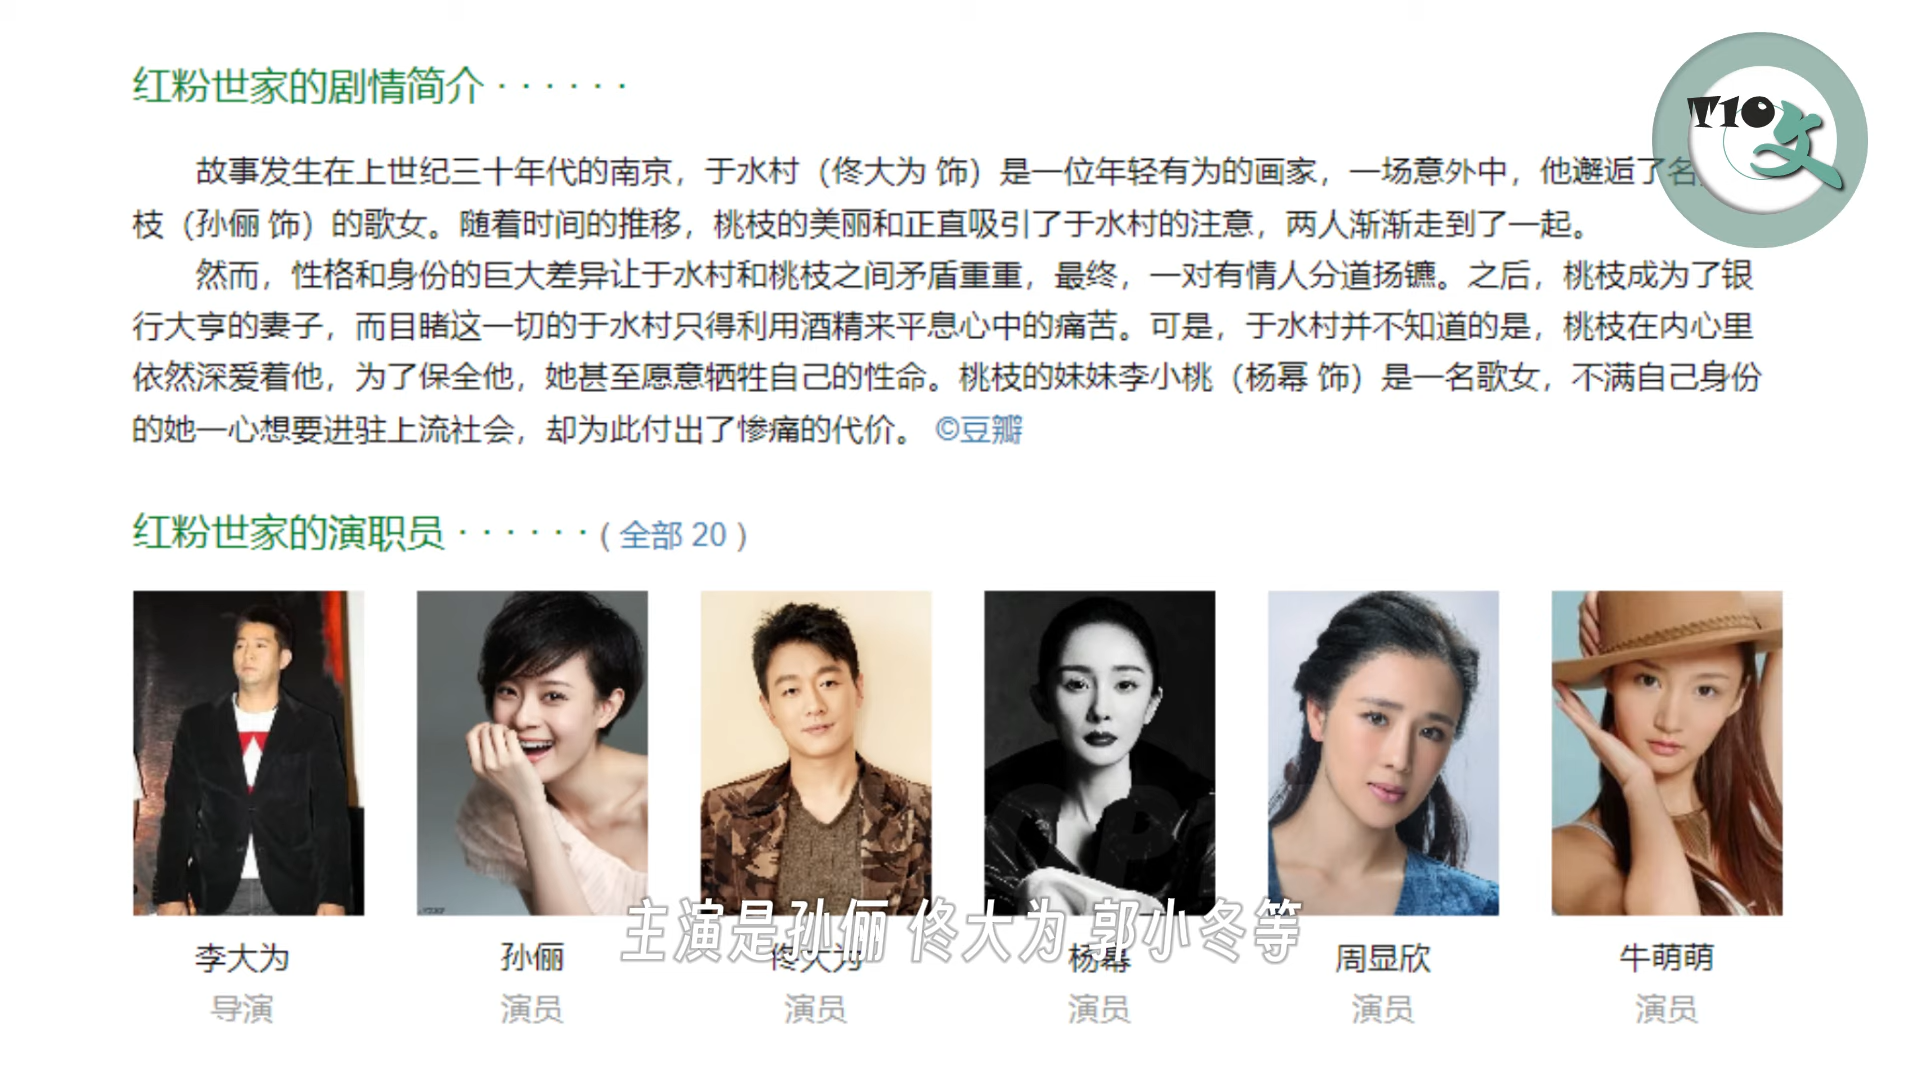 红粉世家的剧情简介 · · · · · ·
T10文
故事发生在上世纪三十年代的南京，于水村（佟大为 饰）是一位年轻有为的画家，一场意外中，他邂逅了名
枝（孙俪 饰）的歌女。随着时间的推移，桃枝的美丽和正直吸引了于水村的注意，两人渐渐走到了一起。
然而，性格和身份的巨大差异让于水村和桃枝之间矛盾重重，最终，一对有情人分道扬镳。之后，桃枝成为了银
行大亨的妻子，而目睹这一切的于水村只得利用酒精来平息心中的痛苦。可是，于水村并不知道的是，桃枝在内心里
依然深爱着他，为了保全他，她甚至愿意牺牲自己的性命。桃枝的妹妹李小桃（杨幂 饰）是一名歌女，不满自己身份
的她一心想要进驻上流社会，却为此付出了惨痛的代价。 ©豆瓣
红粉世家的演职员 · · · · · · ( 全部 20 )
主演是孙俪 佟大为 郭小冬等
李大为 孙俪 佟大为 杨幂 周显欣 牛萌萌
导演 演员 演员 演员 演员 演员